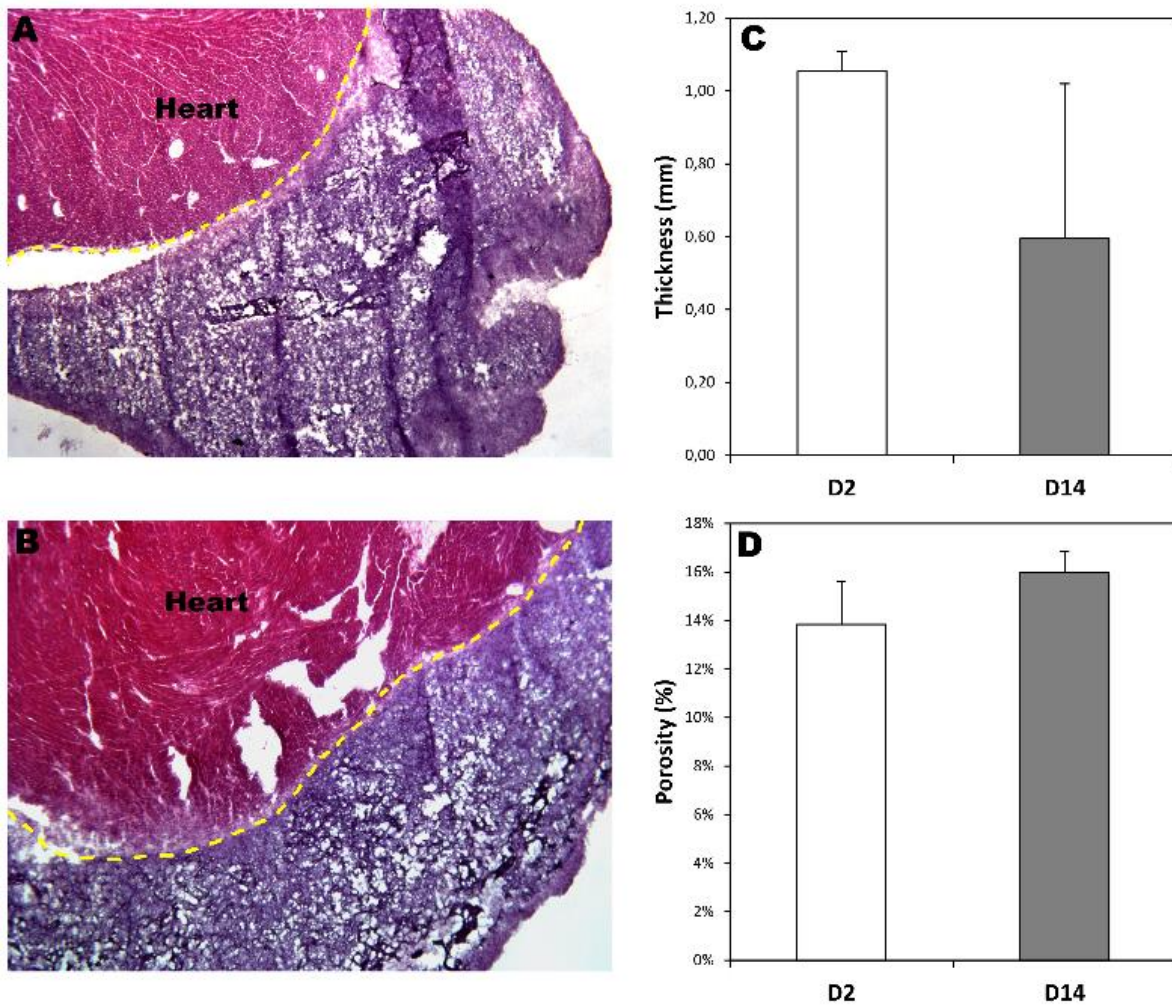 A
Heart
B
Heart
C
Thickness (mm)
1,20
1,00
0,80
0,60
0,40
0,20
0,00
D2
D14
D
Porosity (%)
18%
16%
14%
12%
10%
8%
6%
4%
2%
0%
D2
D14